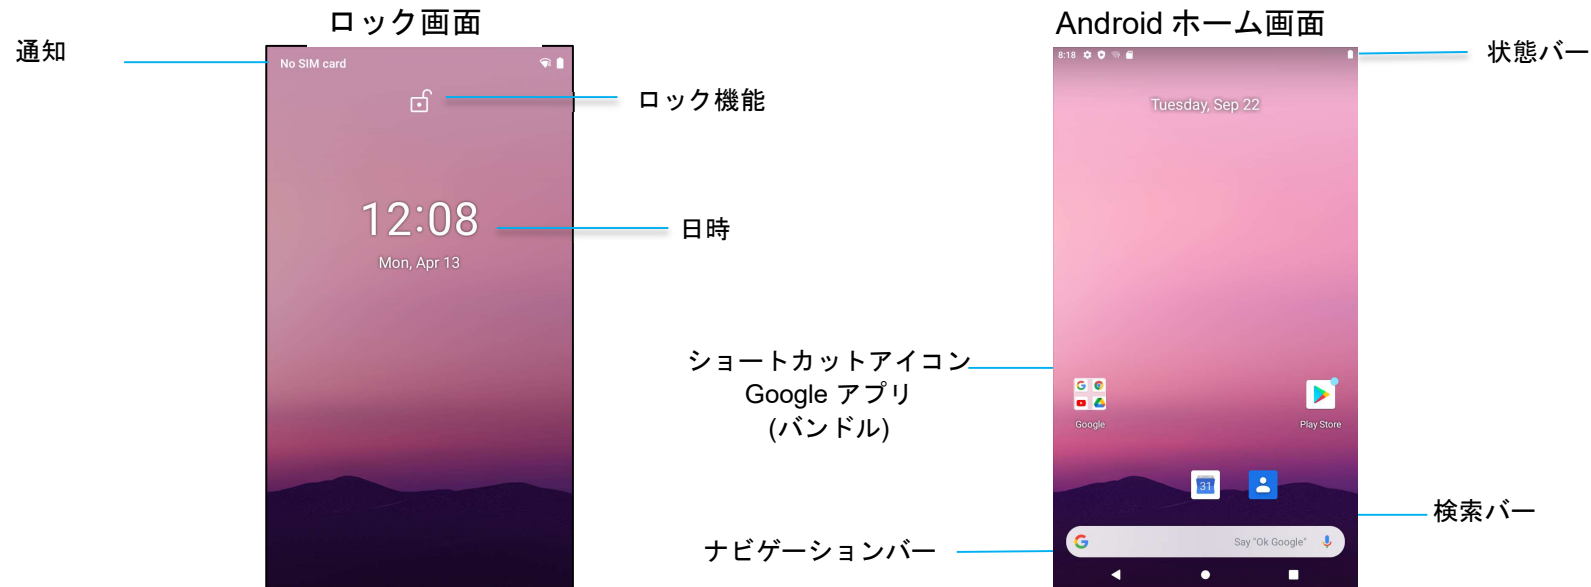 ロック画面
Android ホーム画面
通知
No SIM card
ロック機能
12:08
日時
Mon, Apr 13
8:18
状態バー
Tuesday, Sep 22
ショートカットアイコン
Google アプリ
(バンドル)
Google
Play Store
31
検索バー
ナビゲーションバー
Say "Ok Google"